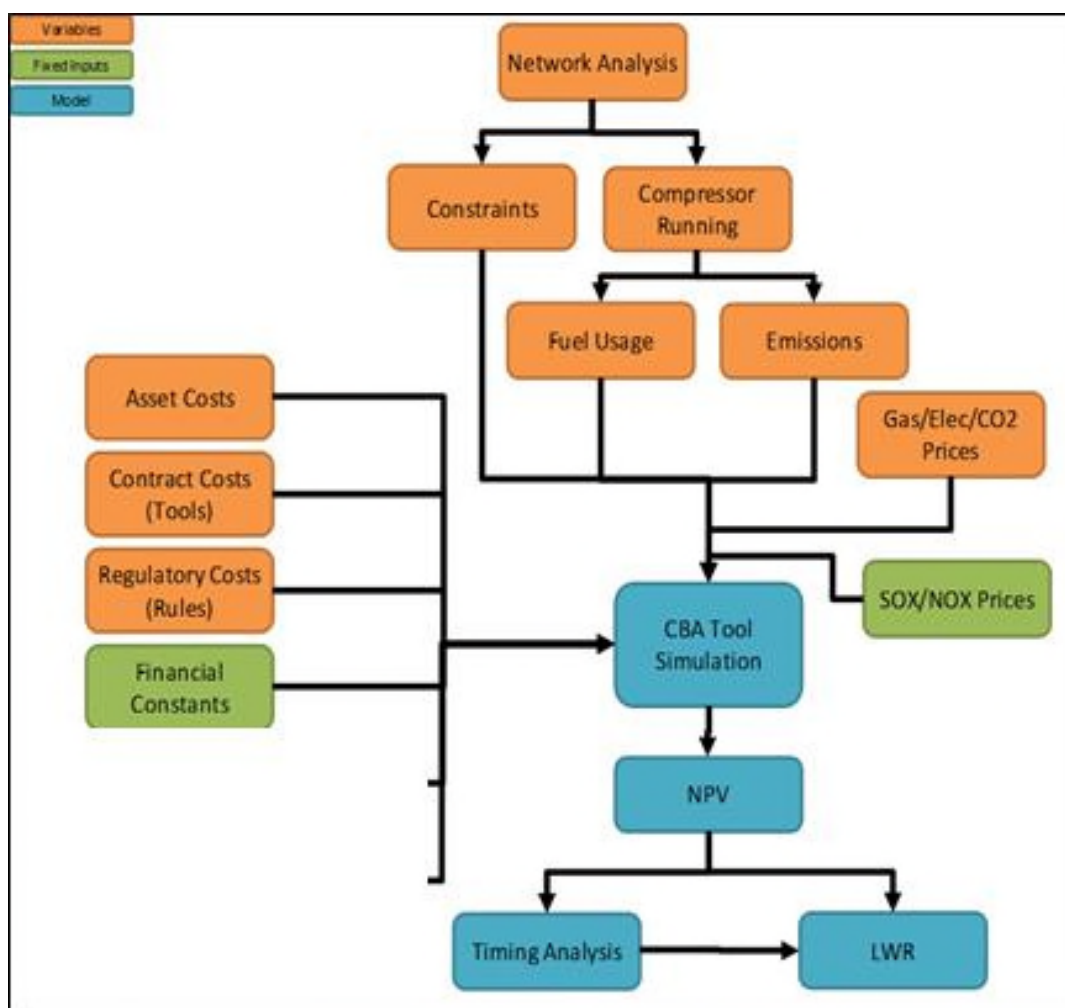 Variables
Fixed Inputs
Model
Network Analysis
Constraints
Compressor
Running
Fuel Usage
Emissions
Asset Costs
Gas/Elec/CO2
Prices
Contract Costs
(Tools)
Regulatory Costs
(Rules)
SOX/NOX Prices
CBA Tool
Simulation
Financial
Constants
NPV
Timing Analysis
LWR